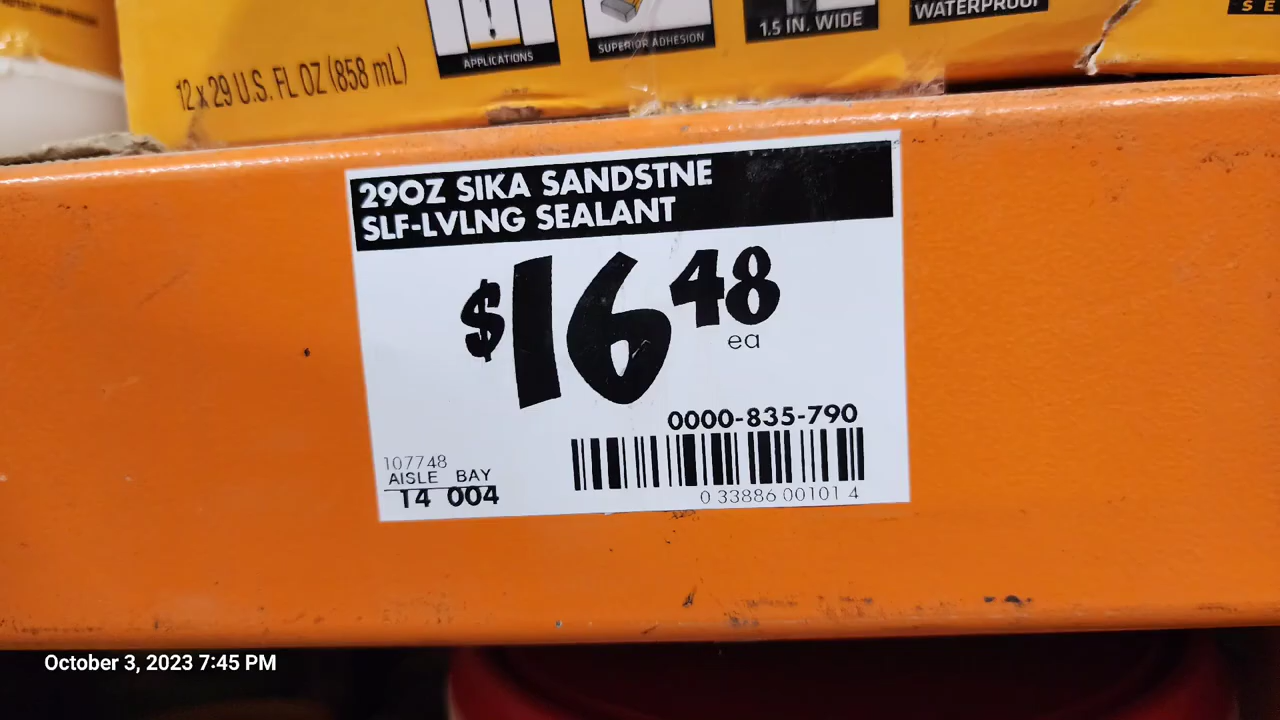 APPLICATIONS
SUPERIOR ADHESION
1.5 IN. WIDE
WATERPROOF
S E
12 x 29 U.S. FL OZ (858 mL)
29OZ SIKA SANDSTNE
SLF-LVLNG SEALANT
$16 48
ea
0000-835-790
107748
AISLE BAY
14 004
0 33886 00101 4
October 3, 2023 7:45 PM